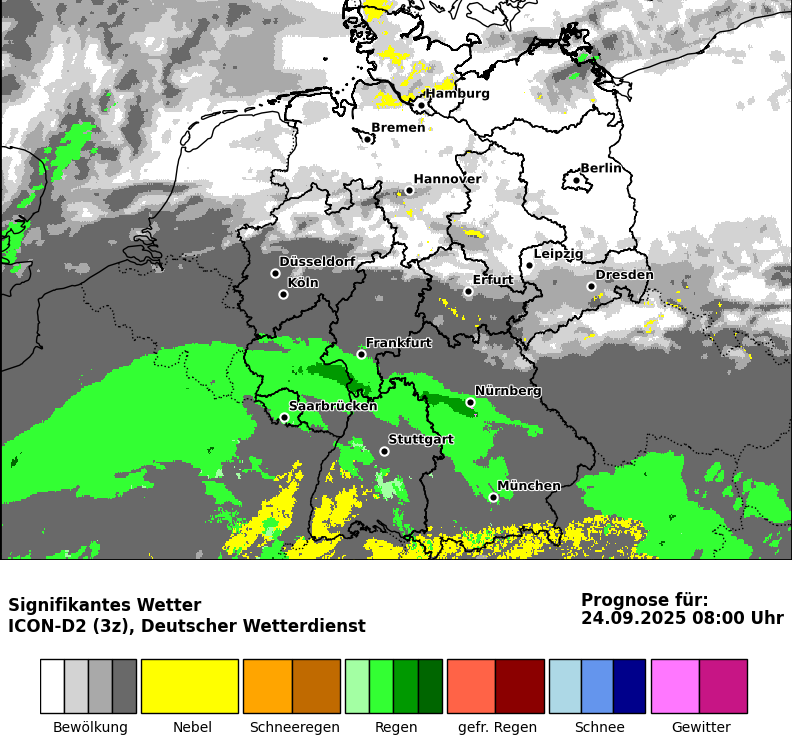 Hamburg
Bremen
Hannover
Berlin
Düsseldorf
Köln
Leipzig
Erfurt
Dresden
Frankfurt
Saarbrücken
Nürnberg
Stuttgart
München
Signifikantes Wetter
ICON-D2 (3z), Deutscher Wetterdienst
Prognose für:
24.09.2025 08:00 Uhr
Bewölkung
Nebel
Schneeregen
Regen
gefr. Regen
Schnee
Gewitter